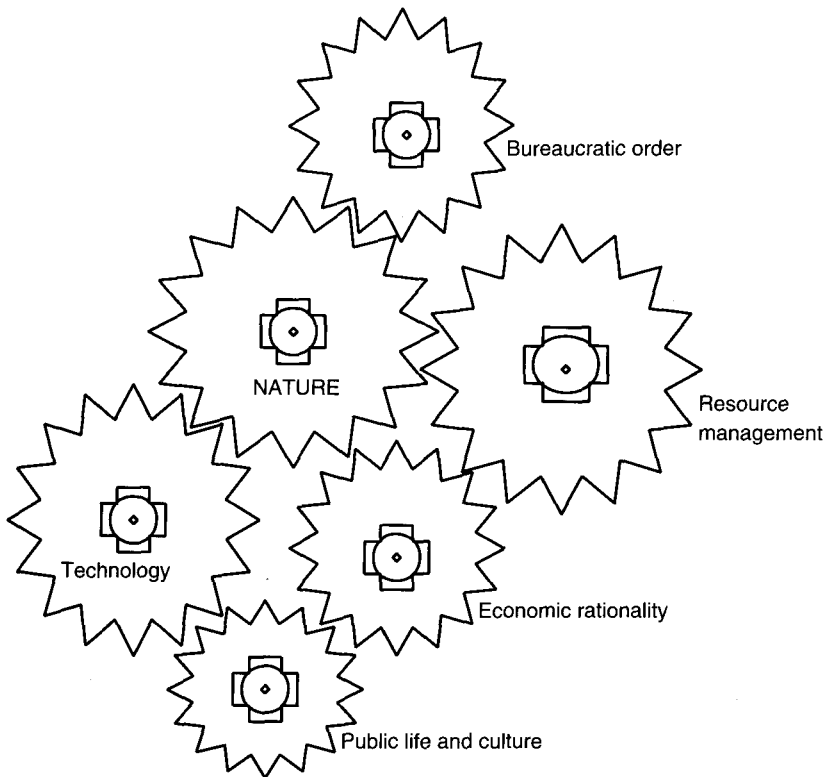 Bureaucratic order
NATURE
Resource
management
Technology
Economic rationality
Public life and culture